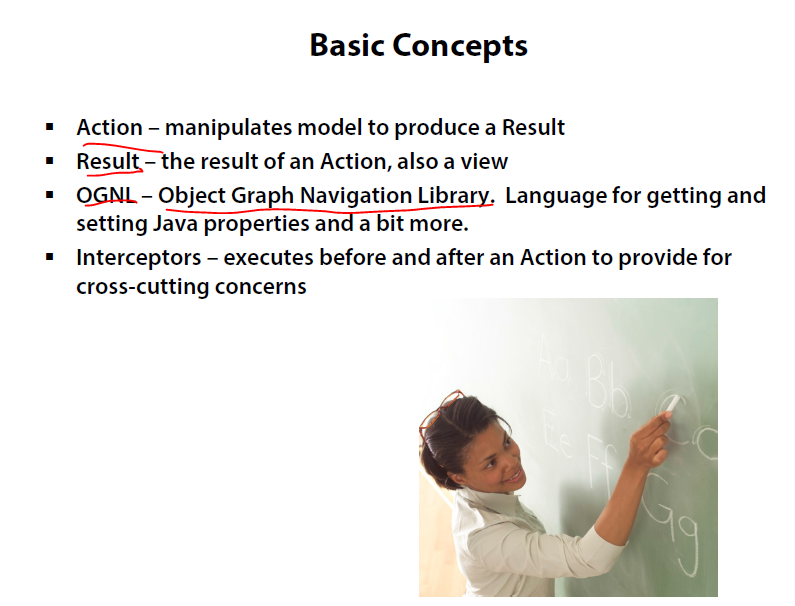 Basic Concepts
▪ Action – manipulates model to produce a Result
▪ Result – the result of an Action, also a view
▪ OGNL – Object Graph Navigation Library. Language for getting and
setting Java properties and a bit more.
▪ Interceptors – executes before and after an Action to provide for
cross-cutting concerns
Aa Bb C
Ee Ff G
Gg